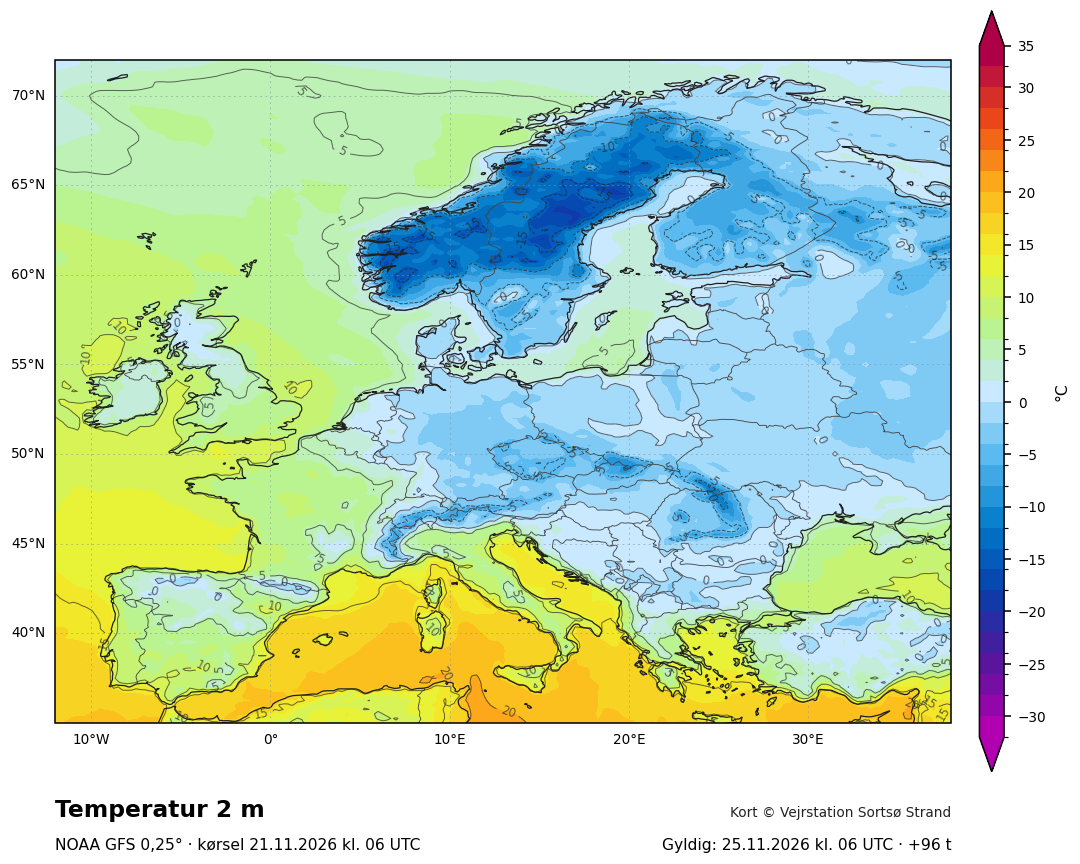 70°N
65°N
60°N
55°N
50°N
45°N
40°N
10°W 0° 10°E 20°E 30°E
35
30
25
20
15
10
5
0
−5
−10
−15
−20
−25
−30
°C
Temperatur 2 m
Kort © Vejrstation Sortsø Strand
NOAA GFS 0,25° · kørsel 21.11.2026 kl. 06 UTC
Gyldig: 25.11.2026 kl. 06 UTC · +96 t